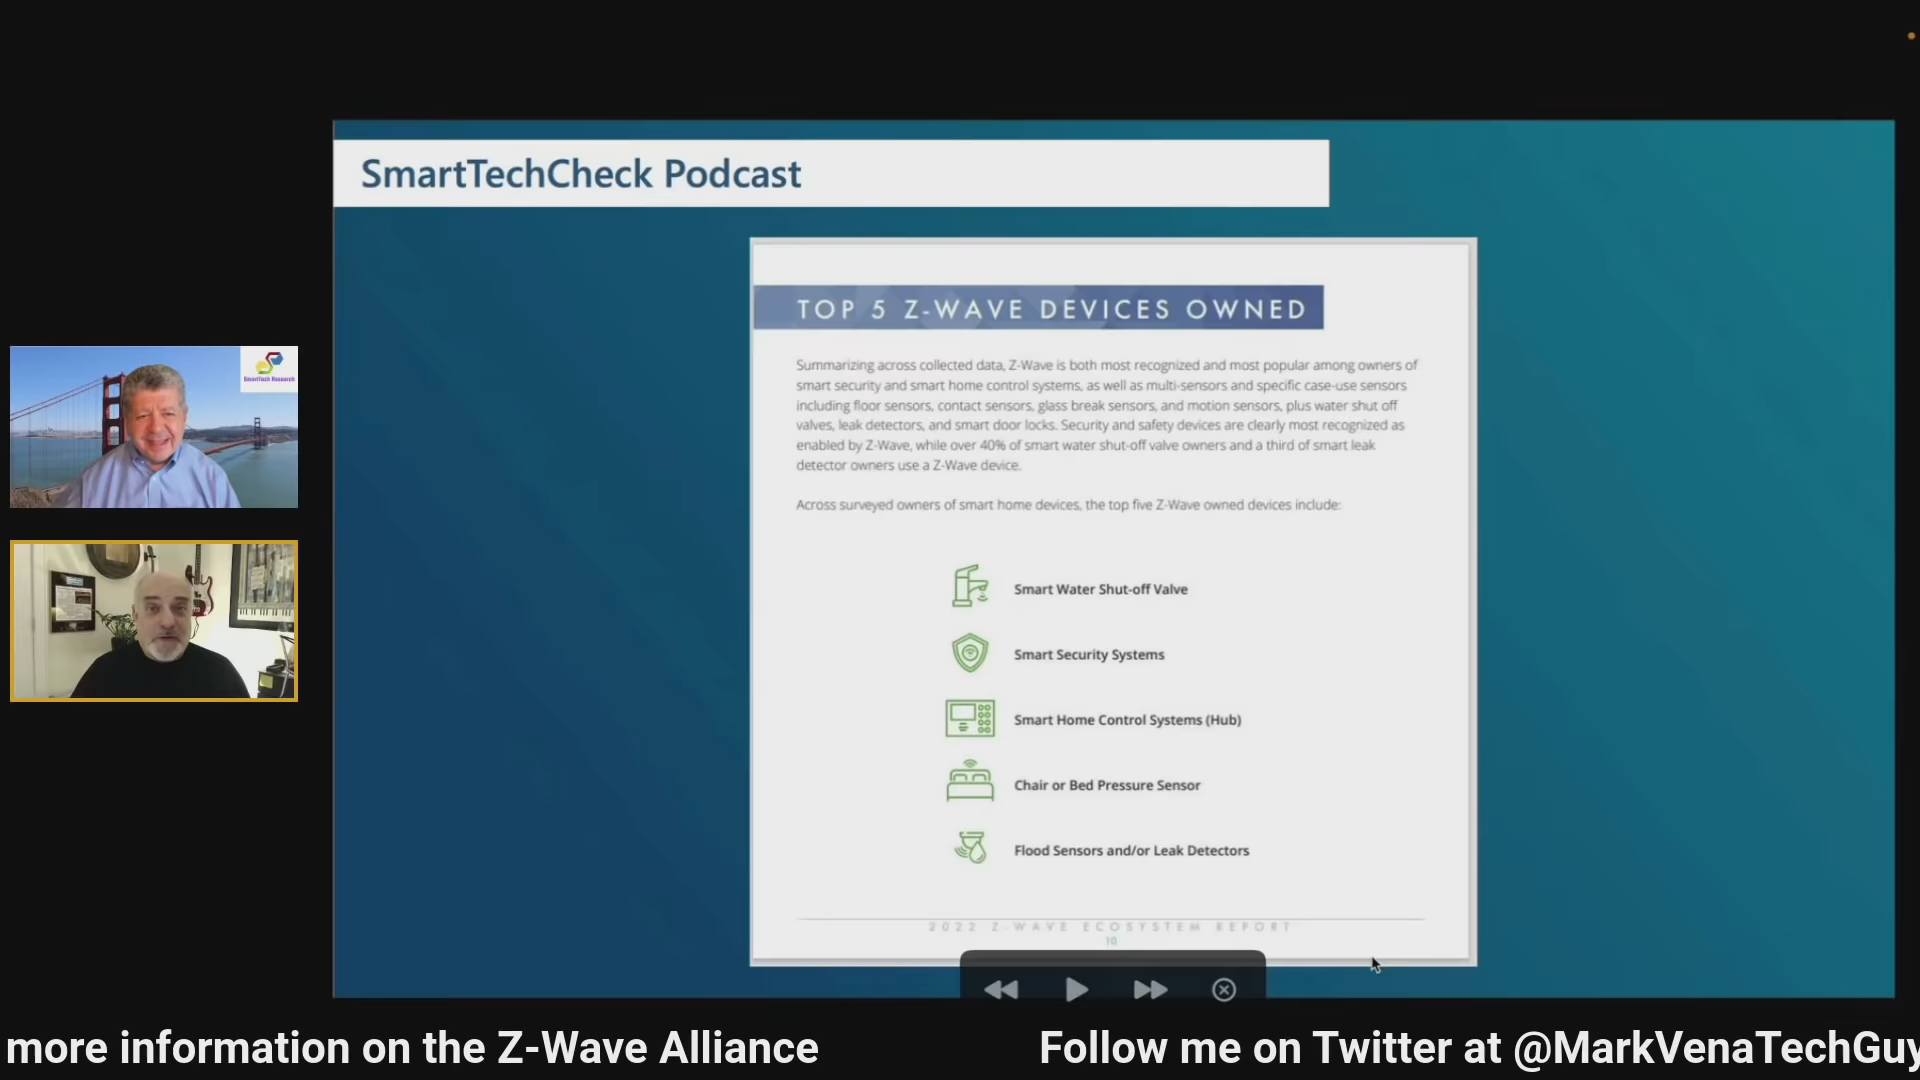 SmartTechCheck Podcast
SmartTech Research
TOP 5 Z-WAVE DEVICES OWNED
Summarizing across collected data, Z-Wave is both most recognized and most popular among owners of
smart security and smart home control systems, as well as multi-sensors and specific case-use sensors
including floor sensors, contact sensors, glass break sensors, and motion sensors, plus water shut off
valves, leak detectors, and smart door locks. Security and safety devices are clearly most recognized as
enabled by Z-Wave, while over 40% of smart water shut-off valve owners and a third of smart leak
detector owners use a Z-Wave device.
Across surveyed owners of smart home devices, the top five Z-Wave owned devices include:
Smart Water Shut-off Valve
Smart Security Systems
Smart Home Control Systems (Hub)
Chair or Bed Pressure Sensor
Flood Sensors and/or Leak Detectors
2022 Z-WAVE ECOSYSTEM REPORT
10
more information on the Z-Wave Alliance
Follow me on Twitter at @MarkVenaTechGuy